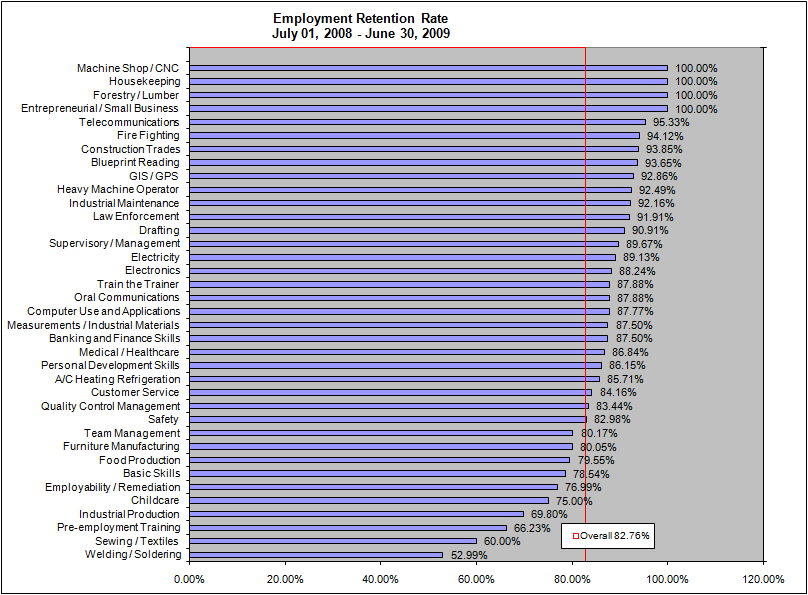 Employment Retention Rate
July 01, 2008 - June 30, 2009
Machine Shop / CNC 100.00%
Housekeeping 100.00%
Forestry / Lumber 100.00%
Entrepreneurial / Small Business 100.00%
Telecommunications 95.33%
Fire Fighting 94.12%
Construction Trades 93.85%
Blueprint Reading 93.65%
GIS / GPS 92.86%
Heavy Machine Operator 92.49%
Industrial Maintenance 92.16%
Law Enforcement 91.91%
Drafting 90.91%
Supervisory / Management 89.67%
Electricity 89.13%
Electronics 88.24%
Train the Trainer 87.88%
Oral Communications 87.88%
Computer Use and Applications 87.77%
Measurements / Industrial Materials 87.50%
Banking and Finance Skills 87.50%
Medical / Healthcare 86.84%
Personal Development Skills 86.15%
A/C Heating Refrigeration 85.71%
Customer Service 84.16%
Quality Control Management 83.44%
Safety 82.98%
Team Management 80.17%
Furniture Manufacturing 80.05%
Food Production 79.55%
Basic Skills 78.54%
Employability / Remediation 76.99%
Childcare 75.00%
Industrial Production 69.80%
Pre-employment Training 66.23%
Overall 82.76%
Sewing / Textiles 60.00%
Welding / Soldering 52.99%
0.00% 20.00% 40.00% 60.00% 80.00% 100.00% 120.00%